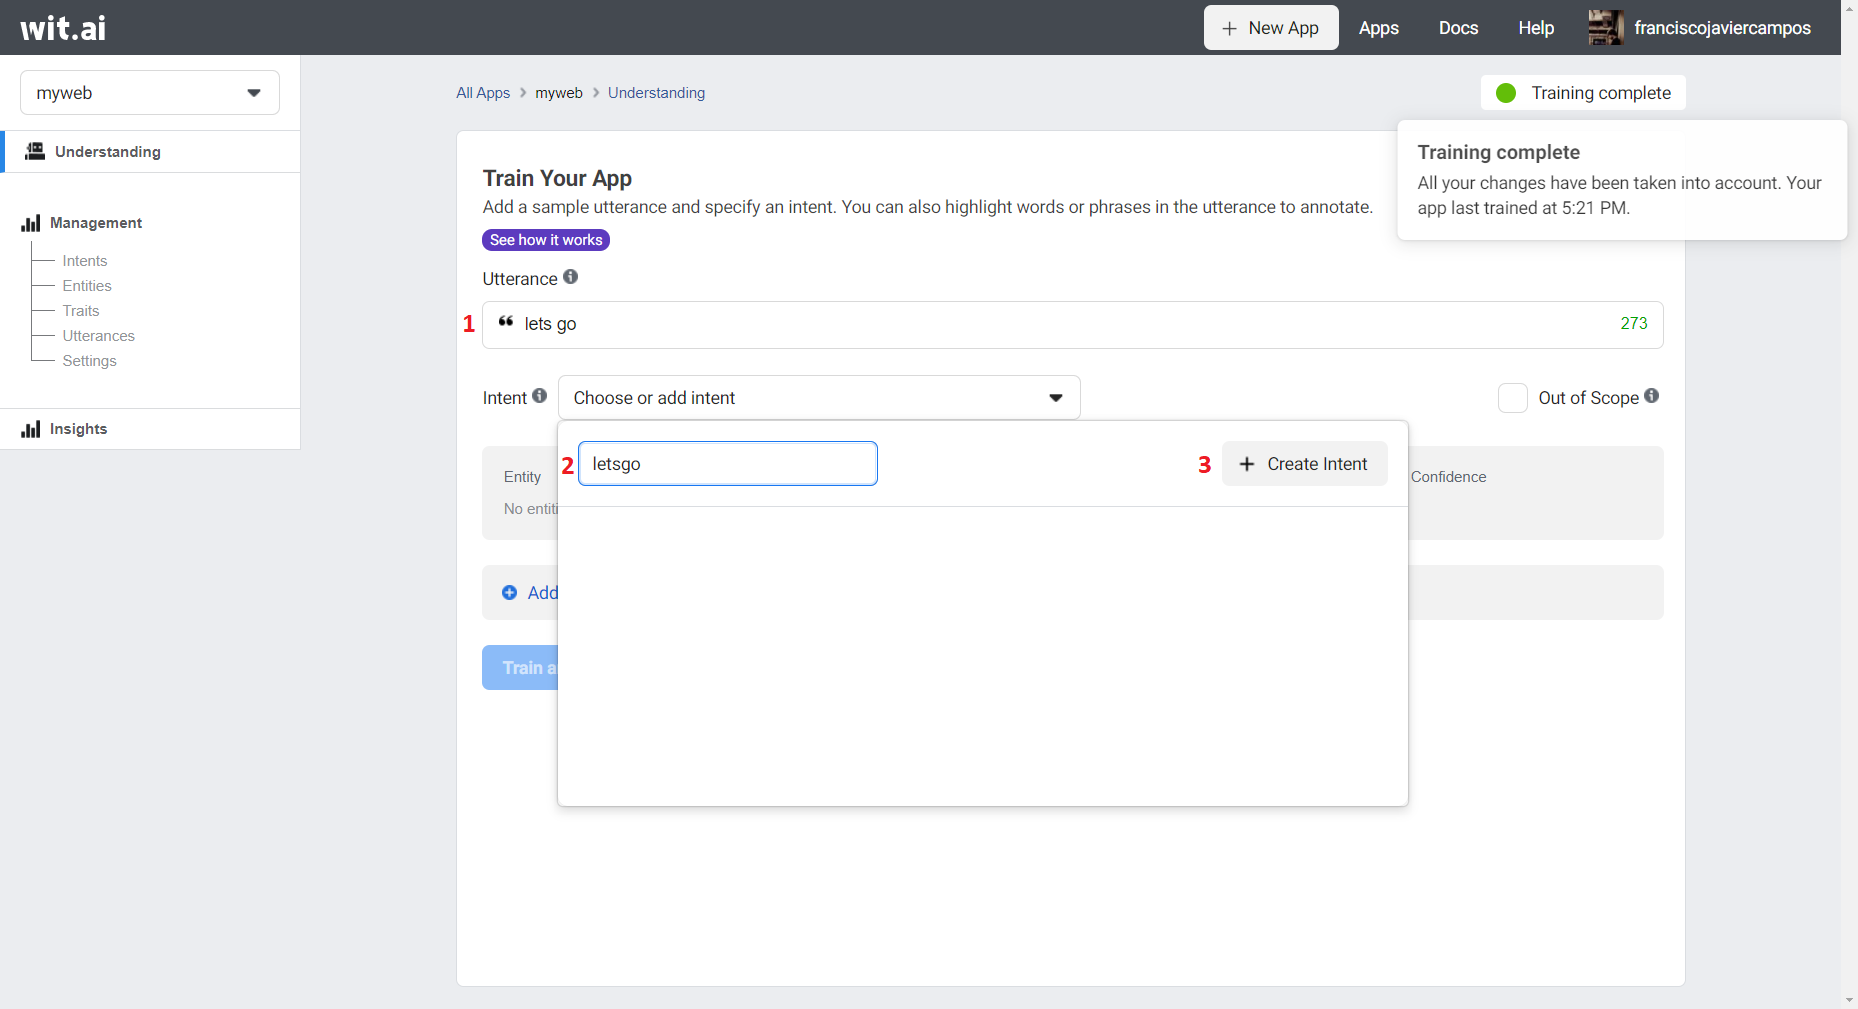 wit.ai
New App
Apps
Docs
Help
franciscojaviercampos
myweb
All Apps > myweb > Understanding
Training complete
Understanding
Training complete
All your changes have been taken into account. Your
app last trained at 5:21 PM.
Train Your App
Add a sample utterance and specify an intent. You can also highlight words or phrases in the utterance to annotate.
See how it works
Management
Intents
Entities
Traits
Utterances
Settings
Insights
Utterance
1 ❝ lets go 273
Intent Choose or add intent
Out of Scope
2 letsgo
3 + Create Intent
Entity
Confidence
No entiti
Add
Train a